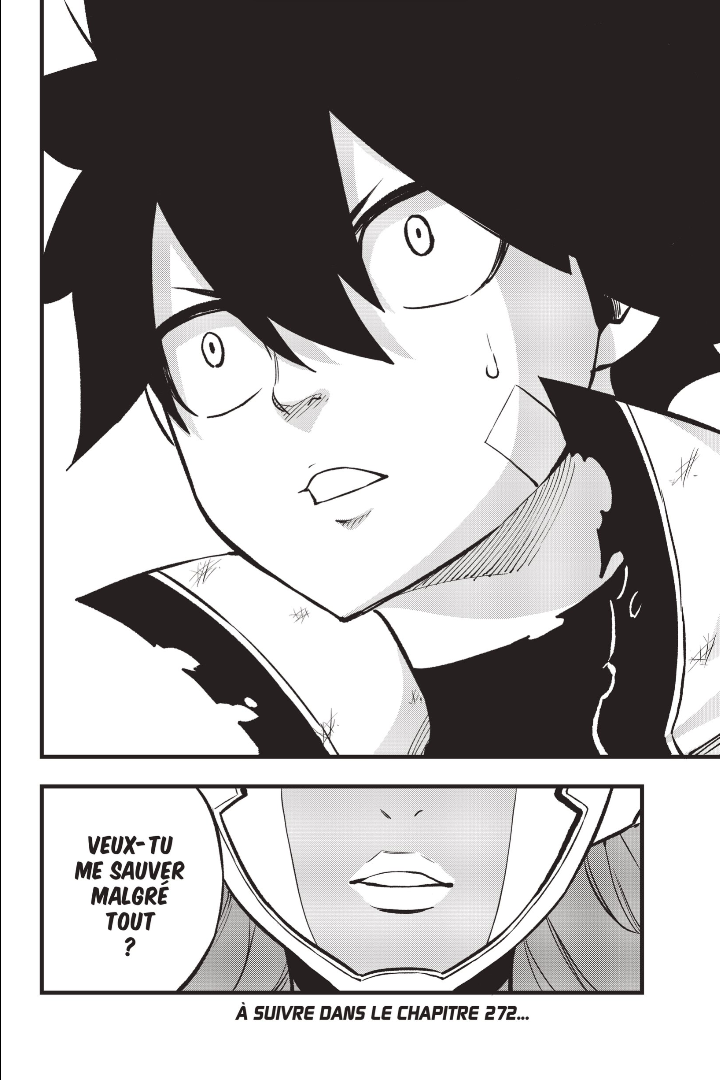 VEUX-TU
ME SAUVER
MALGRÉ
TOUT
?
À SUIVRE DANS LE CHAPITRE 272...